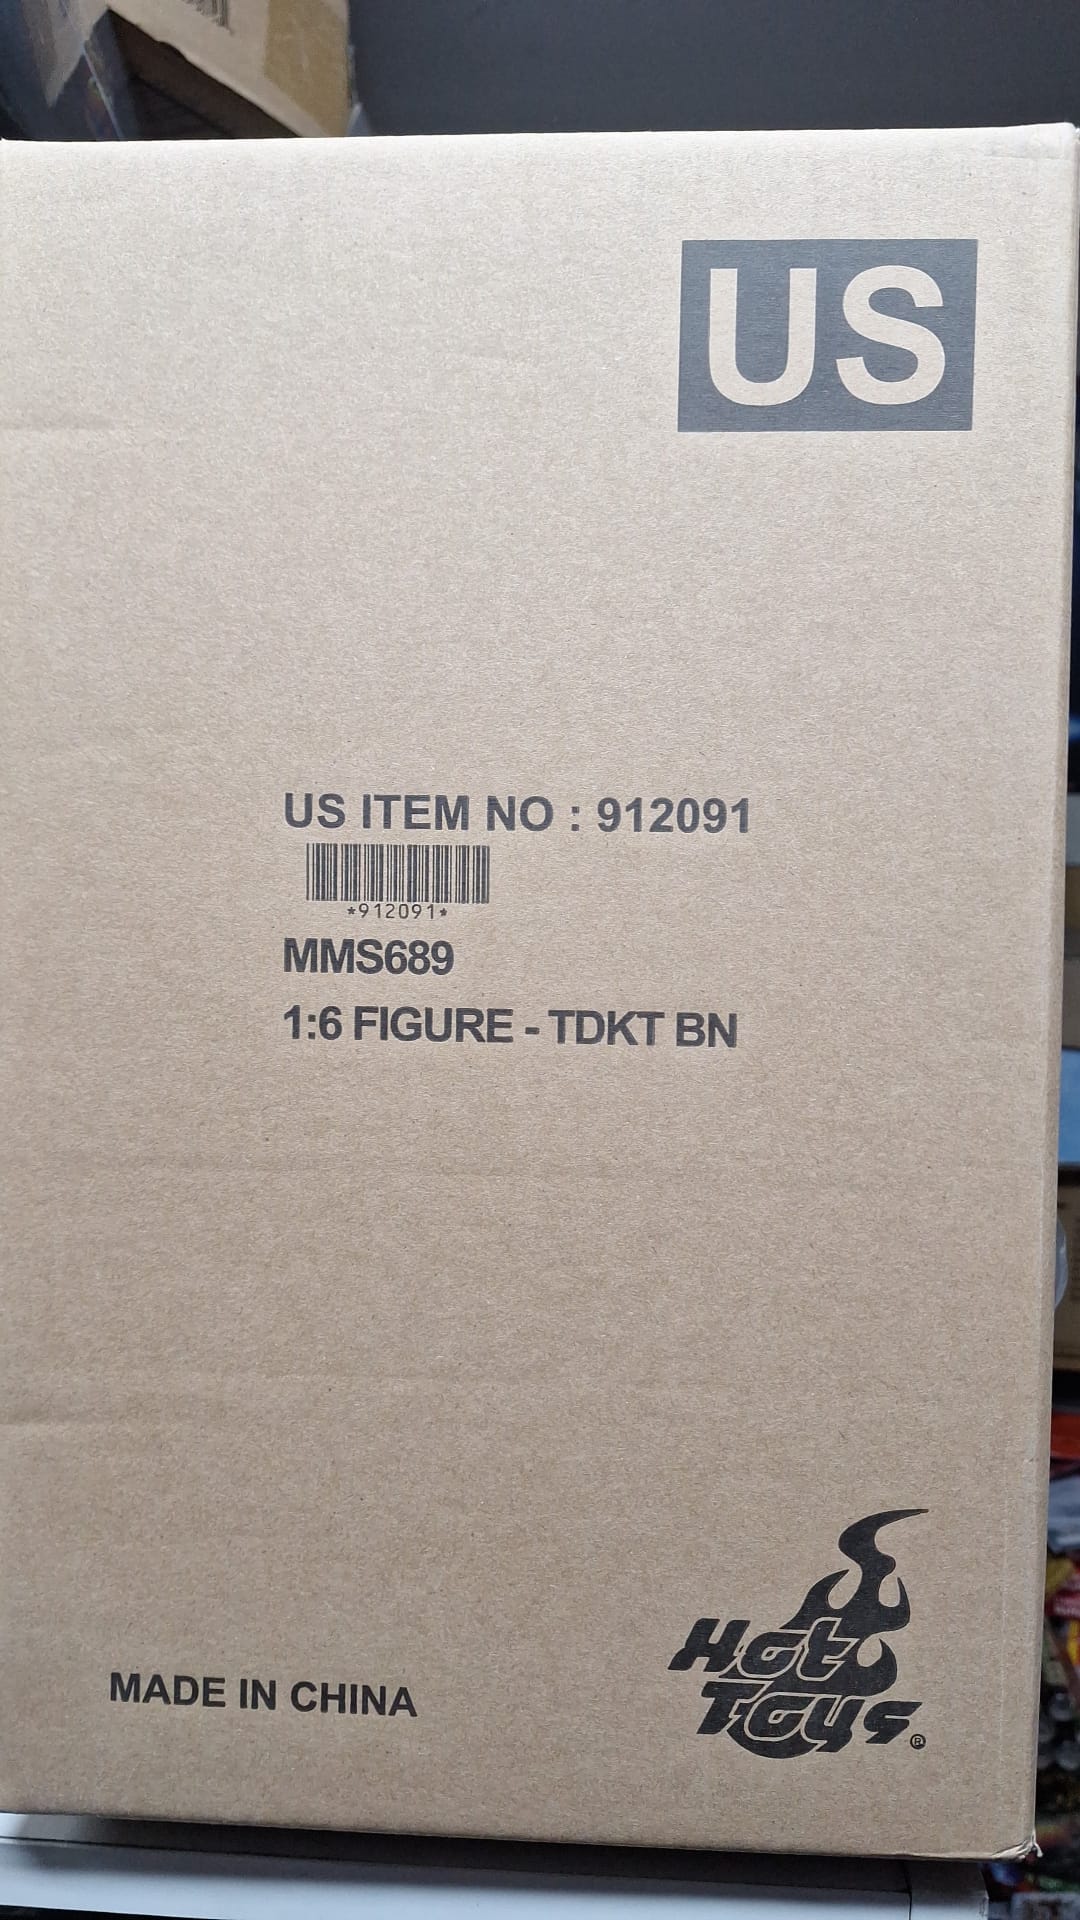 US
US ITEM NO : 912091
*912091*
MMS689
1:6 FIGURE - TDKT BN
MADE IN CHINA
Hot
Toys®